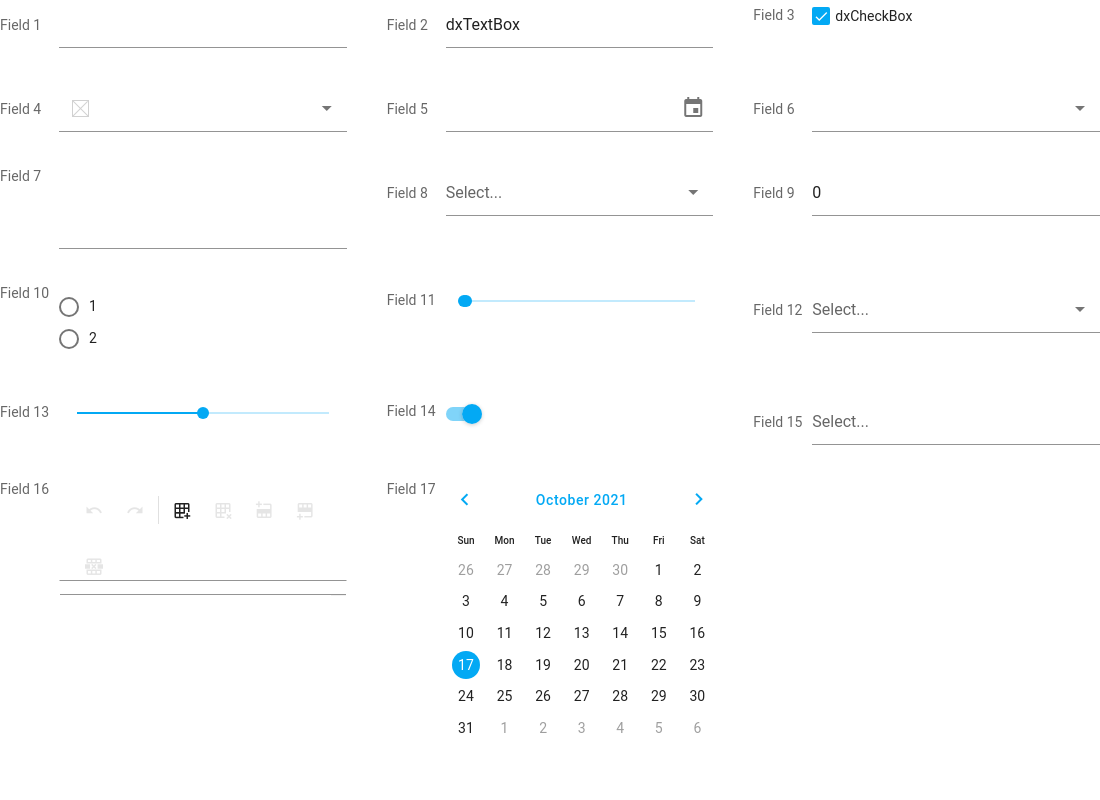 Field 1
Field 2 dxTextBox
Field 3 dxCheckBox
Field 4
Field 5
Field 6
Field 7
Field 8 Select...
Field 9 0
Field 10
1
2
Field 11
Field 12 Select...
Field 13
Field 14
Field 15 Select...
Field 16
Field 17
October 2021
Sun Mon Tue Wed Thu Fri Sat
26 27 28 29 30 1 2
3 4 5 6 7 8 9
10 11 12 13 14 15 16
17 18 19 20 21 22 23
24 25 26 27 28 29 30
31 1 2 3 4 5 6